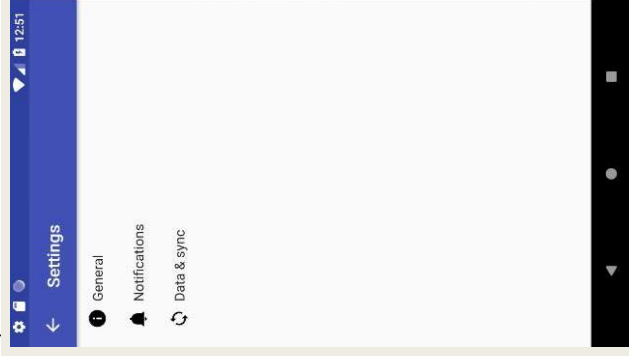 12:51
Settings
General
Notifications
Data & sync